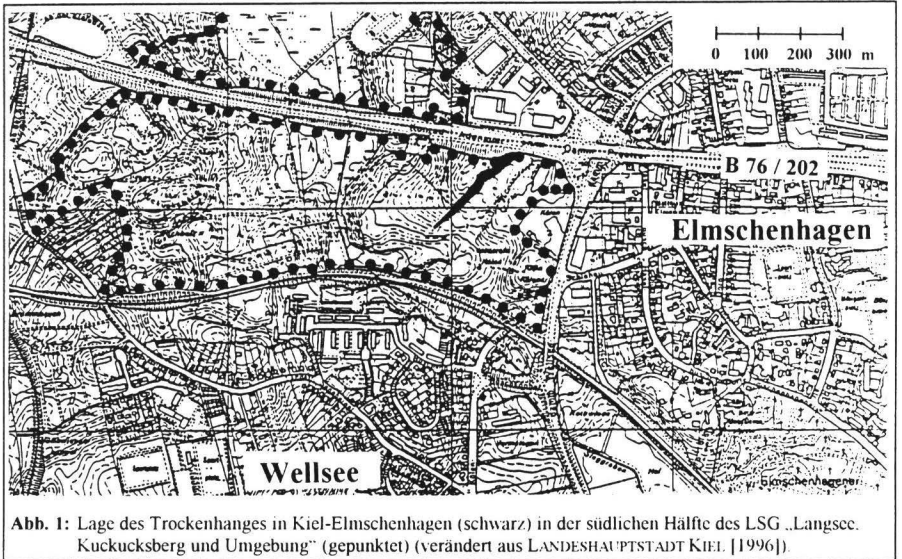 0 100 200 300 m
B 76 / 202
Elmschenhagen
Wellsee
Elmschenhagener
Abb. 1: Lage des Trockenhanges in Kiel-Elmschenhagen (schwarz) in der südlichen Hälfte des LSG „Langsee,
Kuckucksberg und Umgebung“ (gepunktet) (verändert aus LANDESHAUPTSTADT KIEL [1996]).